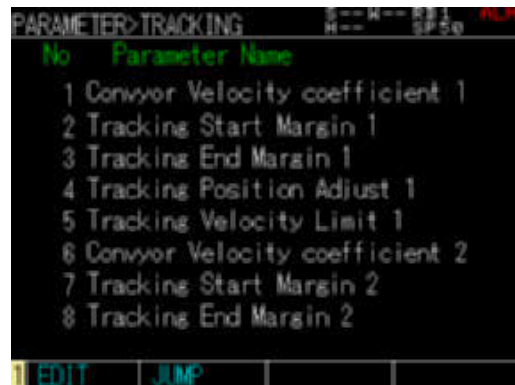 PARAMETER>TRACKING S--W-- ALM
H-- SP50
No Parameter Name
1 Convyor Velocity coefficient 1
2 Tracking Start Margin 1
3 Tracking End Margin 1
4 Tracking Position Adjust 1
5 Tracking Velocity Limit 1
6 Convyor Velocity coefficient 2
7 Tracking Start Margin 2
8 Tracking End Margin 2
1 EDIT JUMP